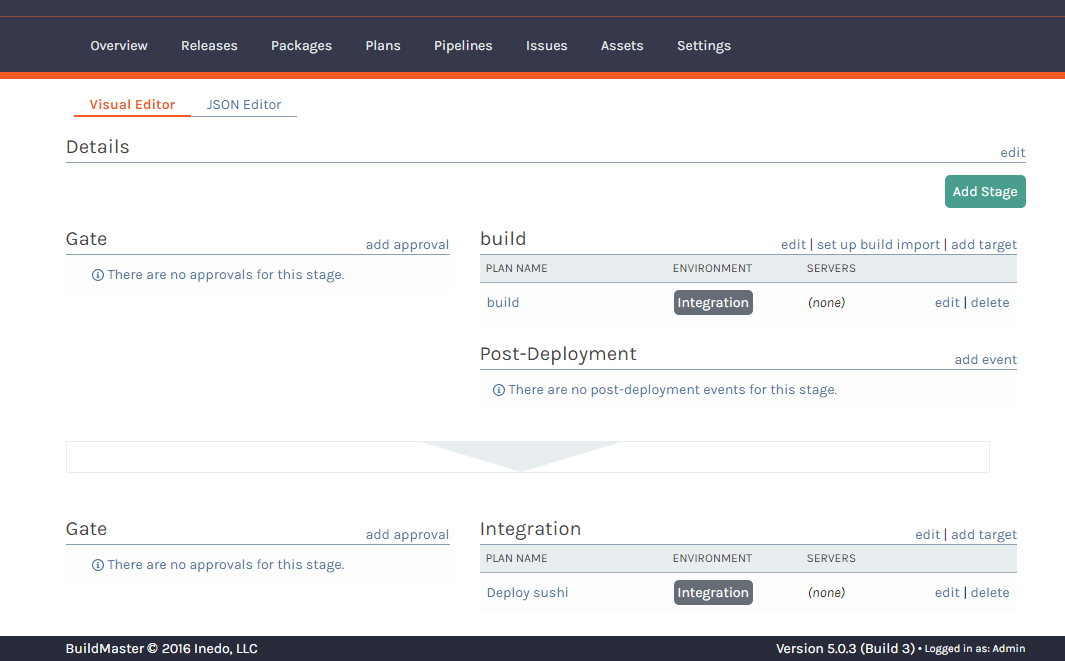 Overview Releases Packages Plans Pipelines Issues Assets Settings
Visual Editor JSON Editor
Details edit
Add Stage
Gate add approval
There are no approvals for this stage.
build edit | set up build import | add target
PLAN NAME ENVIRONMENT SERVERS
build Integration (none) edit | delete
Post-Deployment add event
There are no post-deployment events for this stage.
Gate add approval
There are no approvals for this stage.
Integration edit | add target
PLAN NAME ENVIRONMENT SERVERS
Deploy sushi Integration (none) edit | delete
BuildMaster © 2016 Inedo, LLC Version 5.0.3 (Build 3) • Logged in as: Admin